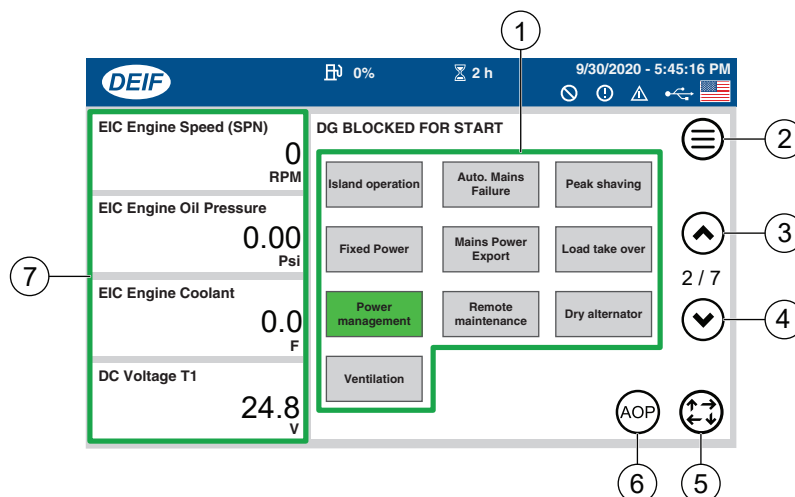 1
DEIF
0%
2 h
9/30/2020 - 5:45:16 PM
EIC Engine Speed (SPN)
0
RPM
EIC Engine Oil Pressure
0.00
Psi
EIC Engine Coolant
0.0
F
DC Voltage T1
24.8
V
DG BLOCKED FOR START
Island operation
Auto. Mains
Failure
Peak shaving
Fixed Power
Mains Power
Export
Load take over
Power
management
Remote
maintenance
Dry alternator
Ventilation
2 / 7
AOP
2
3
4
5
6
7